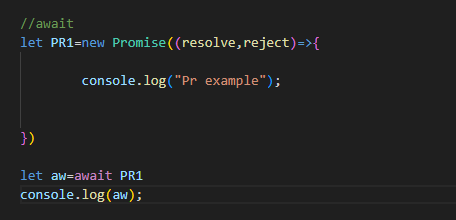 //await
let PR1=new Promise((resolve,reject)=>{
console.log("Pr example");
})
let aw=await PR1
console.log(aw);